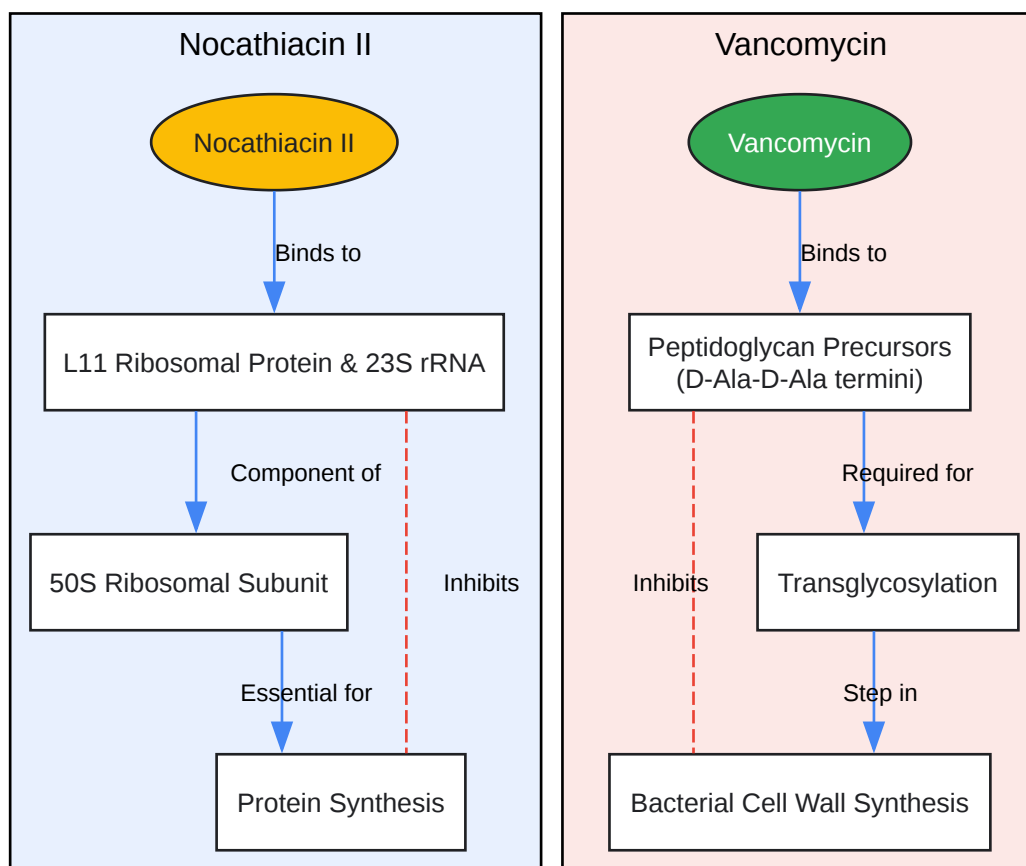 Nocathiacin II
Nocathiacin II
Binds to
L11 Ribosomal Protein & 23S rRNA
Component of
50S Ribosomal Subunit
Inhibits
Essential for
Protein Synthesis
Vancomycin
Vancomycin
Binds to
Peptidoglycan Precursors
(D-Ala-D-Ala termini)
Required for
Inhibits
Transglycosylation
Step in
Bacterial Cell Wall Synthesis